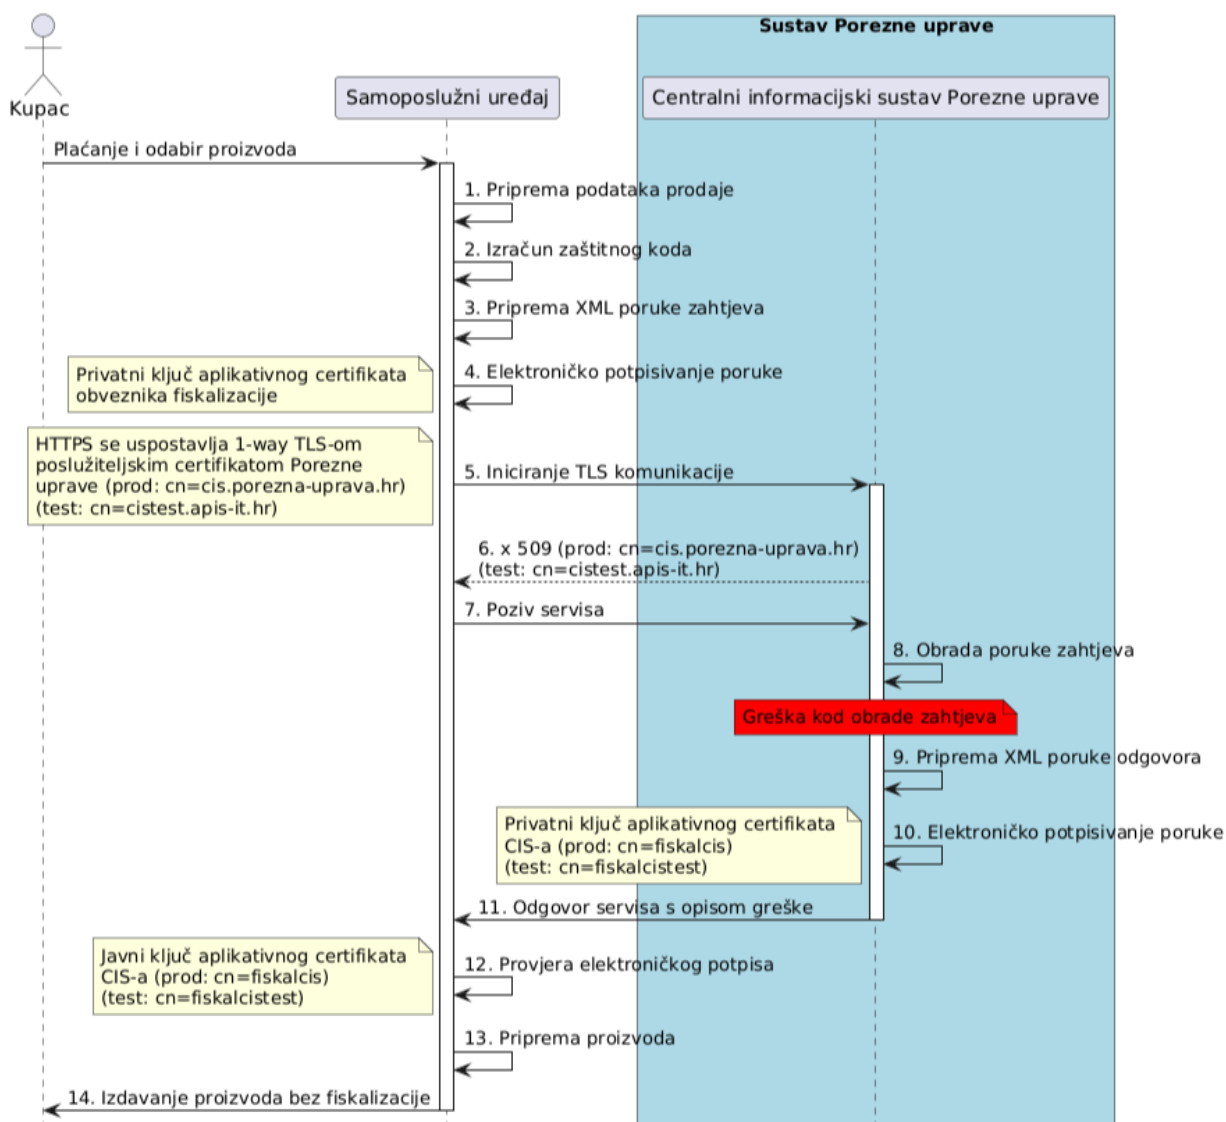 Sustav Porezne uprave
Kupac
Samoposlužni uređaj
Centralni informacijski sustav Porezne uprave
Plaćanje i odabir proizvoda
1. Priprema podataka prodaje
2. Izračun zaštitnog koda
3. Priprema XML poruke zahtjeva
Privatni ključ aplikativnog certifikata
obveznika fiskalizacije
4. Elektroničko potpisivanje poruke
HTTPS se uspostavlja 1-way TLS-om
poslužiteljskim certifikatom Porezne
uprave (prod: cn=cis.porezna-uprava.hr)
(test: cn=cistest.apis-it.hr)
5. Iniciranje TLS komunikacije
6. x 509 (prod: cn=cis.porezna-uprava.hr)
(test: cn=cistest.apis-it.hr)
7. Poziv servisa
8. Obrada poruke zahtjeva
Greška kod obrade zahtjeva
9. Priprema XML poruke odgovora
Privatni ključ aplikativnog certifikata
CIS-a (prod: cn=fiskalcis)
(test: cn=fiskalcistest)
10. Elektroničko potpisivanje poruke
11. Odgovor servisa s opisom greške
Javni ključ aplikativnog certifikata
CIS-a (prod: cn=fiskalcis)
(test: cn=fiskalcistest)
12. Provjera elektroničkog potpisa
13. Priprema proizvoda
14. Izdavanje proizvoda bez fiskalizacije